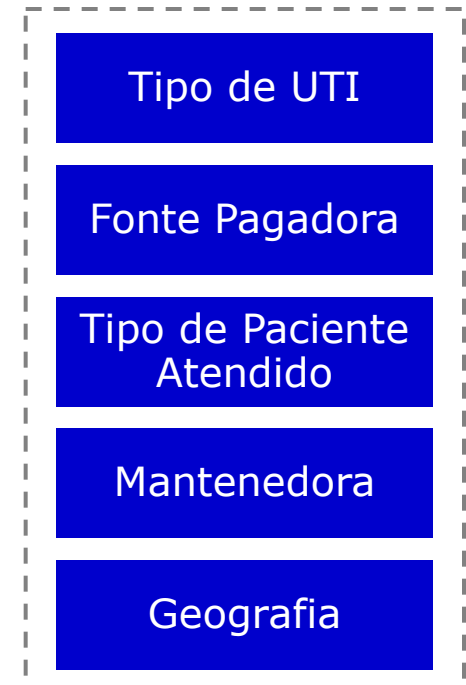 Tipo de UTI
Fonte Pagadora
Tipo de Paciente
Atendido
Mantenedora
Geografia